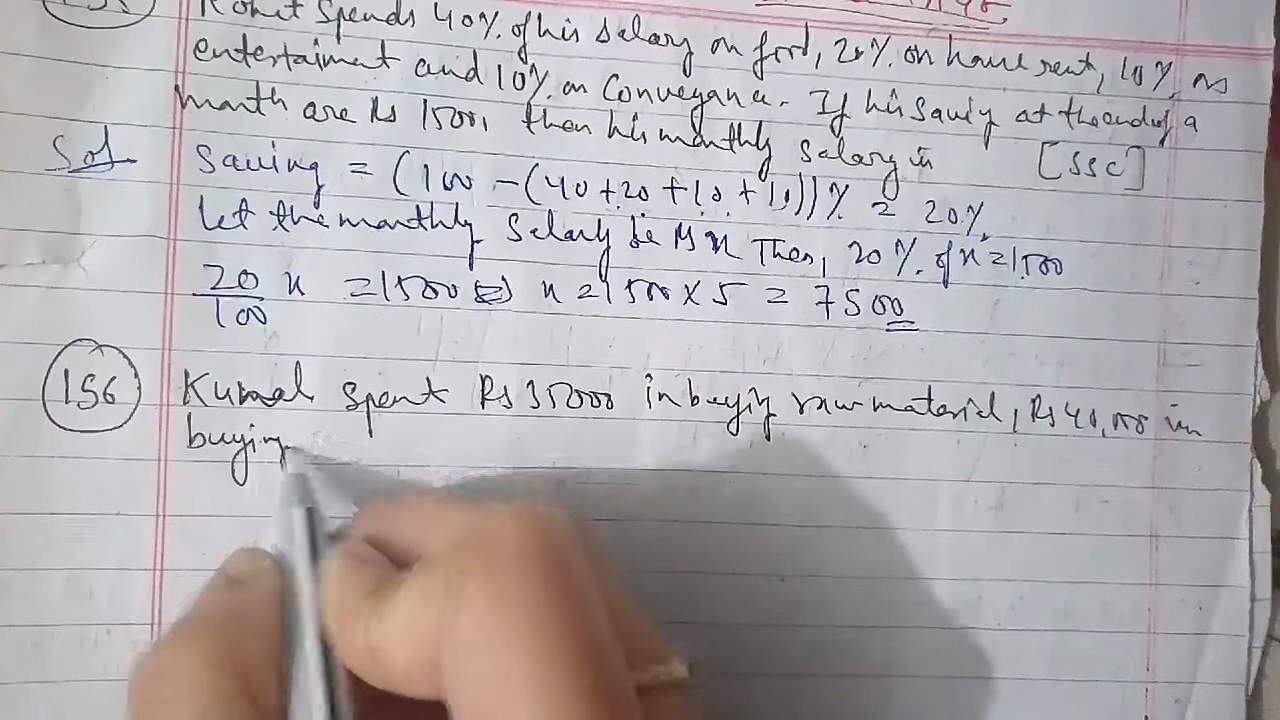 Rohit Spends 40% of his salary on food, 20% on house rent, 10% on
entertaiment and 10% on Conveyance. If his saving at the end of a
month are Rs 1500, then his monthly salary is [SSC]
Sol Saving = (100 - (40+20+10+10))% = 20%
Let the monthly Salary be Rs x Then, 20% of x = 1500
20/100 x = 1500 => x = 1500 x 5 = 7500
156 Kunal spent Rs 35000 in buying raw material, Rs 40,000 in
buying